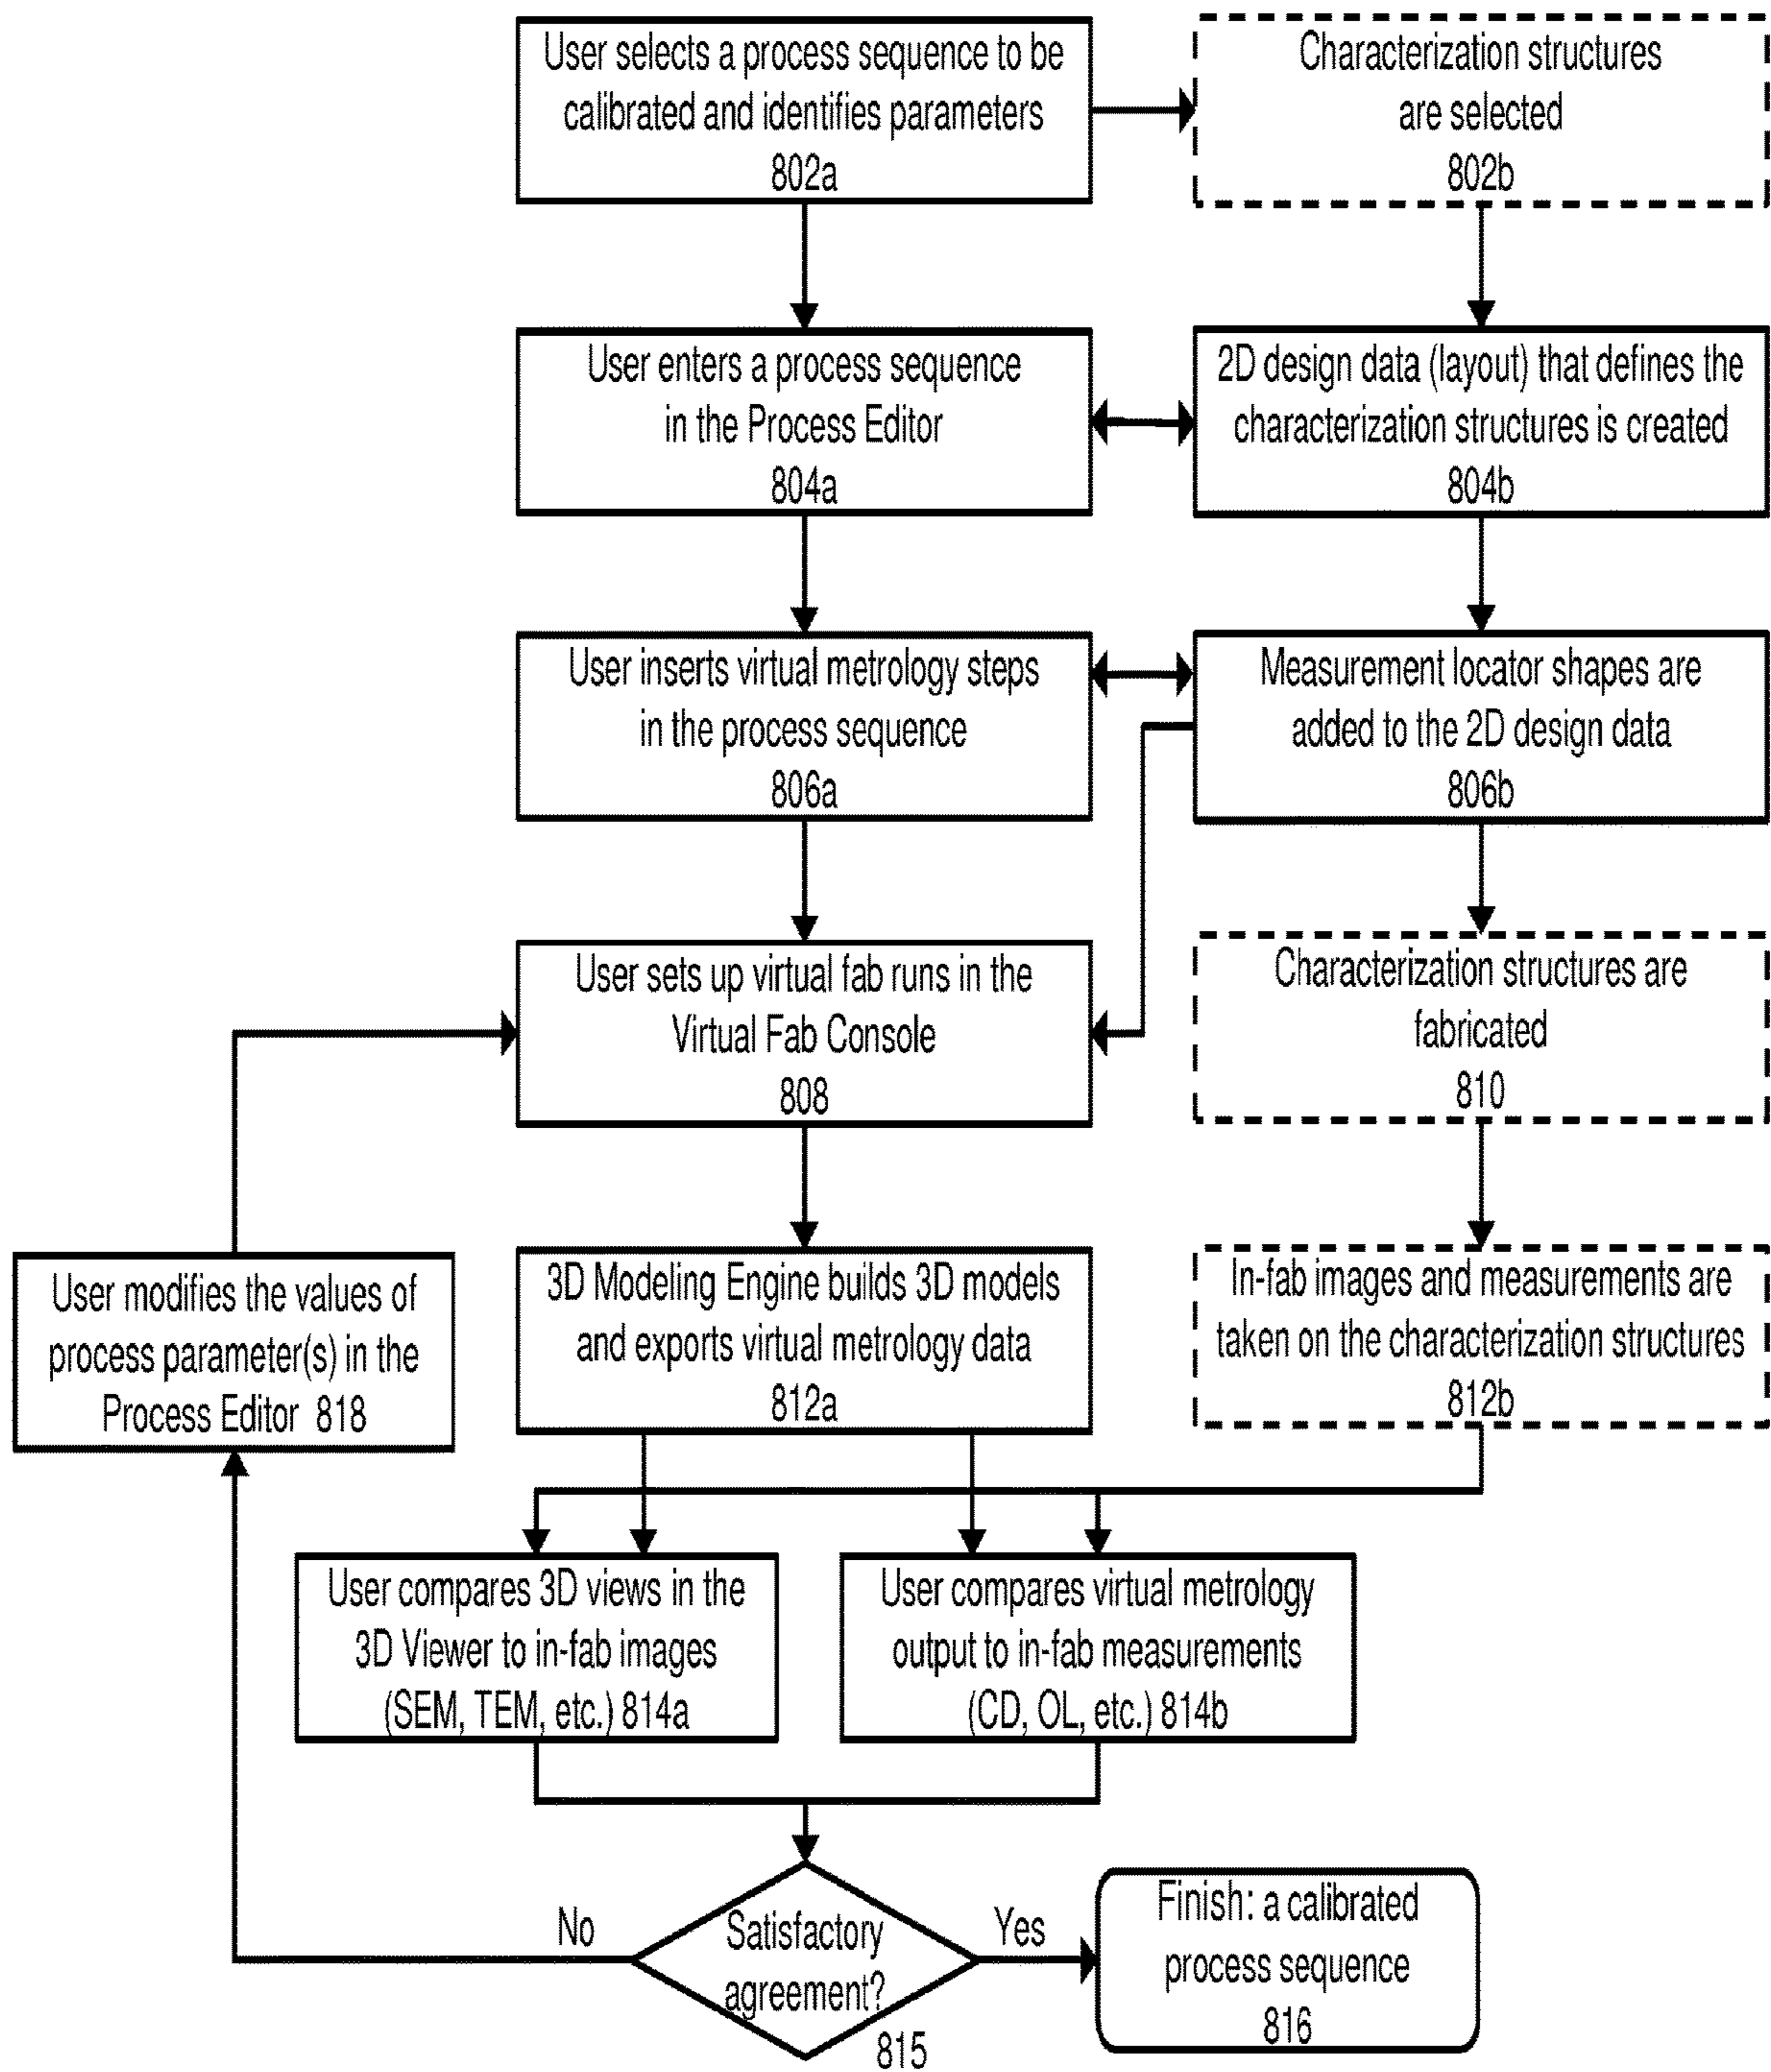 User selects a process sequence to be
calibrated and identifies parameters
802a
Characterization structures
are selected
802b
User enters a process sequence
in the Process Editor
804a
2D design data (layout) that defines the
characterization structures is created
804b
User inserts virtual metrology steps
in the process sequence
806a
Measurement locator shapes are
added to the 2D design data
806b
User sets up virtual fab runs in the
Virtual Fab Console
808
Characterization structures are
fabricated
810
User modifies the values of
process parameter(s) in the
Process Editor 818
3D Modeling Engine builds 3D models
and exports virtual metrology data
812a
In-fab images and measurements are
taken on the characterization structures
812b
User compares 3D views in the
3D Viewer to in-fab images
(SEM, TEM, etc.) 814a
User compares virtual metrology
output to in-fab measurements
(CD, OL, etc.) 814b
No
Satisfactory
agreement?
815
Yes
Finish: a calibrated
process sequence
816